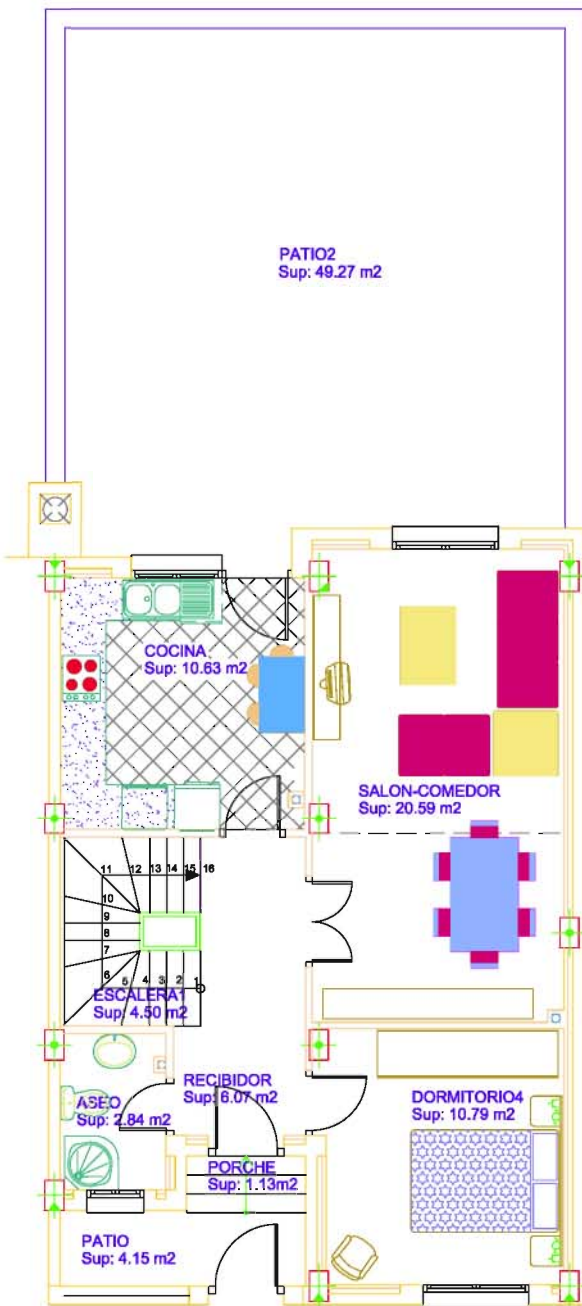 PATIO2
Sup: 49.27 m2
COCINA
Sup: 10.63 m2
SALON-COMEDOR
Sup: 20.59 m2
11 12 13 14 15 16
10
9
8
7
6 5 4 3 2 1
ESCALERA1
Sup: 4.50 m2
RECIBIDOR
Sup: 6.07 m2
ASEO
Sup: 2.84 m2
DORMITORIO4
Sup: 10.79 m2
PORCHE
Sup: 1.13m2
PATIO
Sup: 4.15 m2